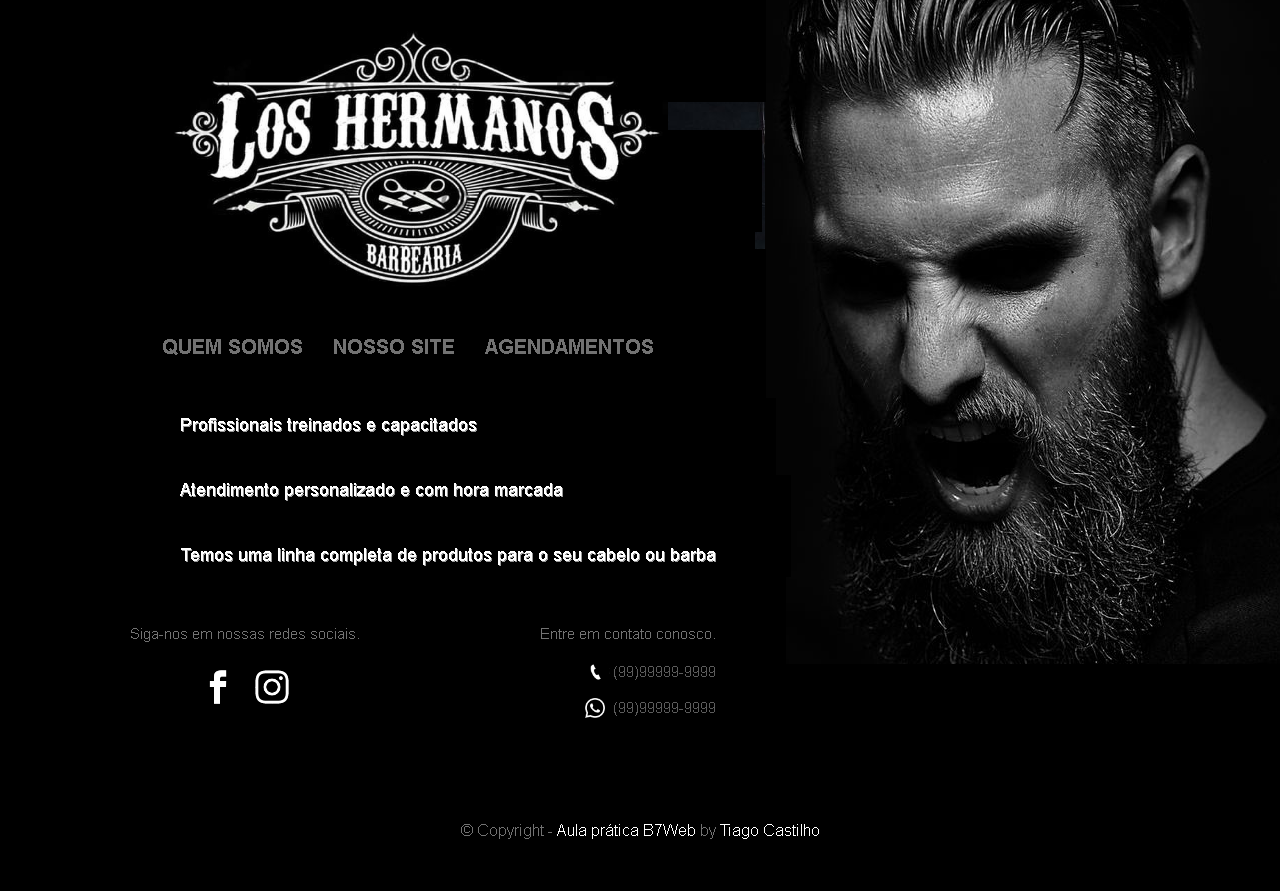 LOS HERMANOS
BARBEARIA
QUEM SOMOS NOSSO SITE AGENDAMENTOS
Profissionais treinados e capacitados
Atendimento personalizado e com hora marcada
Temos uma linha completa de produtos para o seu cabelo ou barba
Siga-nos em nossas redes sociais.
Entre em contato conosco.
(99)99999-9999
(99)99999-9999
© Copyright - Aula prática B7Web by Tiago Castilho